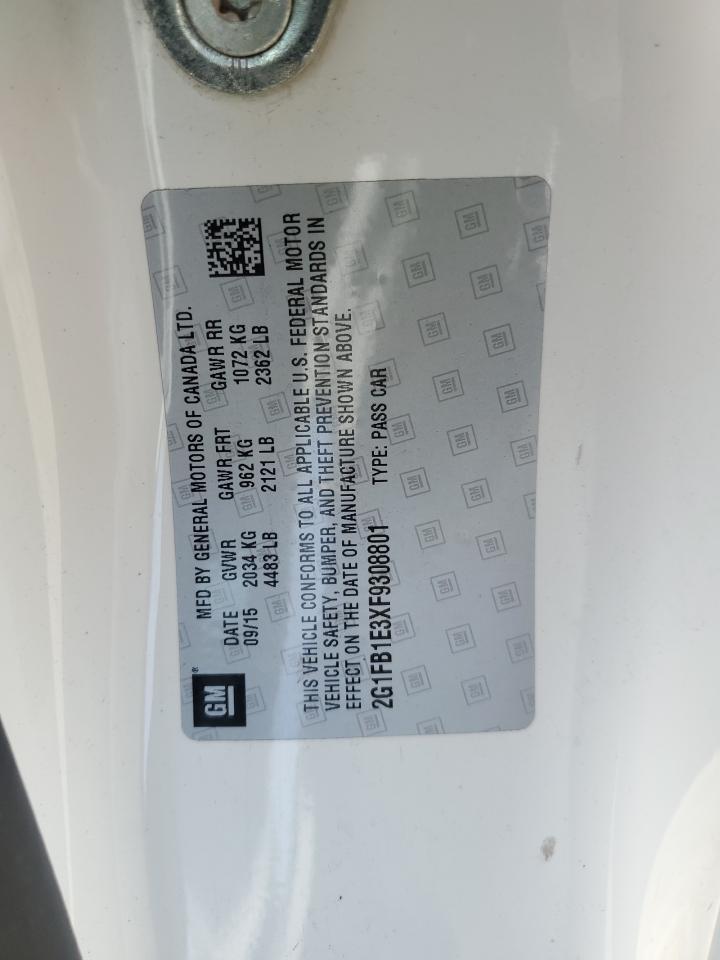 GM®
MFD BY GENERAL MOTORS OF CANADA LTD.
DATE GVWR GAWR FRT GAWR RR
09/15 2034 KG 962 KG 1072 KG
4483 LB 2121 LB 2362 LB
THIS VEHICLE CONFORMS TO ALL APPLICABLE U.S. FEDERAL MOTOR
VEHICLE SAFETY, BUMPER, AND THEFT PREVENTION STANDARDS IN
EFFECT ON THE DATE OF MANUFACTURE SHOWN ABOVE.
2G1FB1E3XF9308801 TYPE: PASS CAR